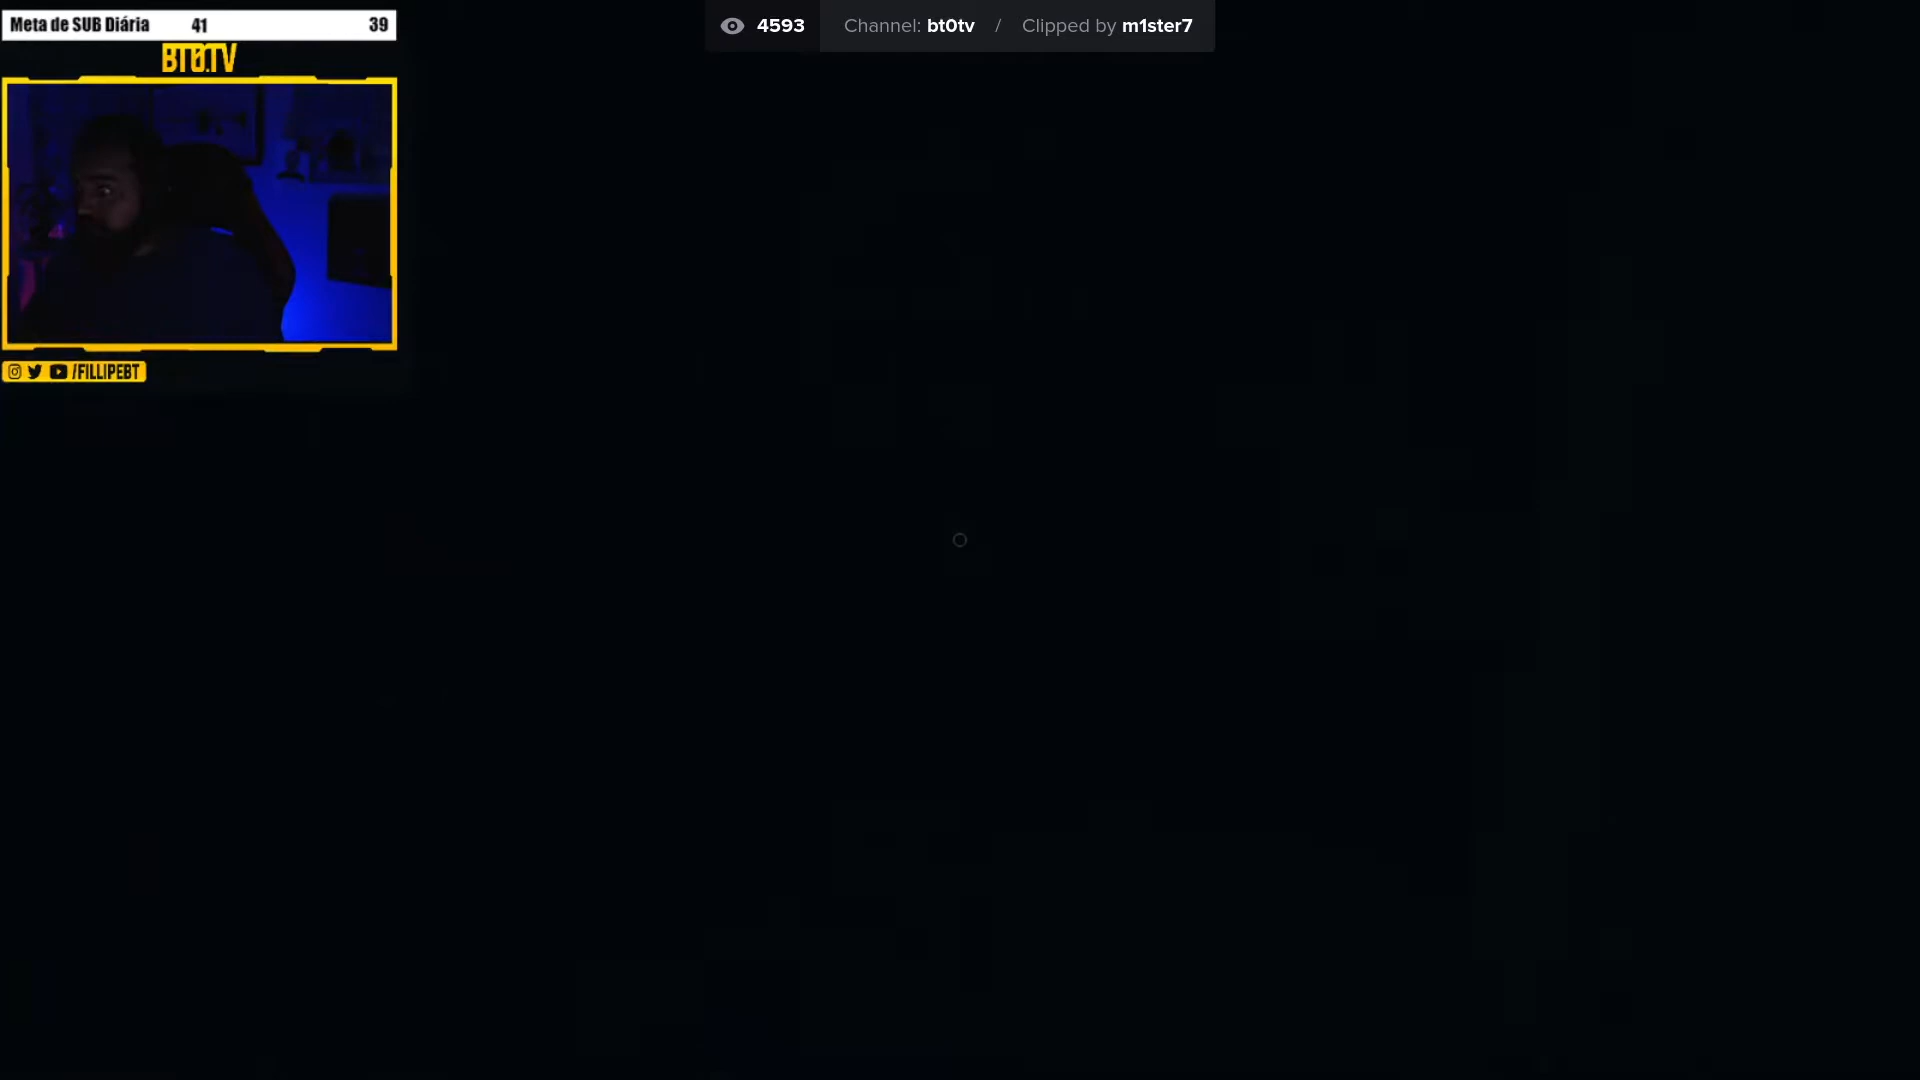 Meta de SUB Diária 41 39
BT0.TV
/FILLIPEBT
4593 Channel: bt0tv / Clipped by m1ster7